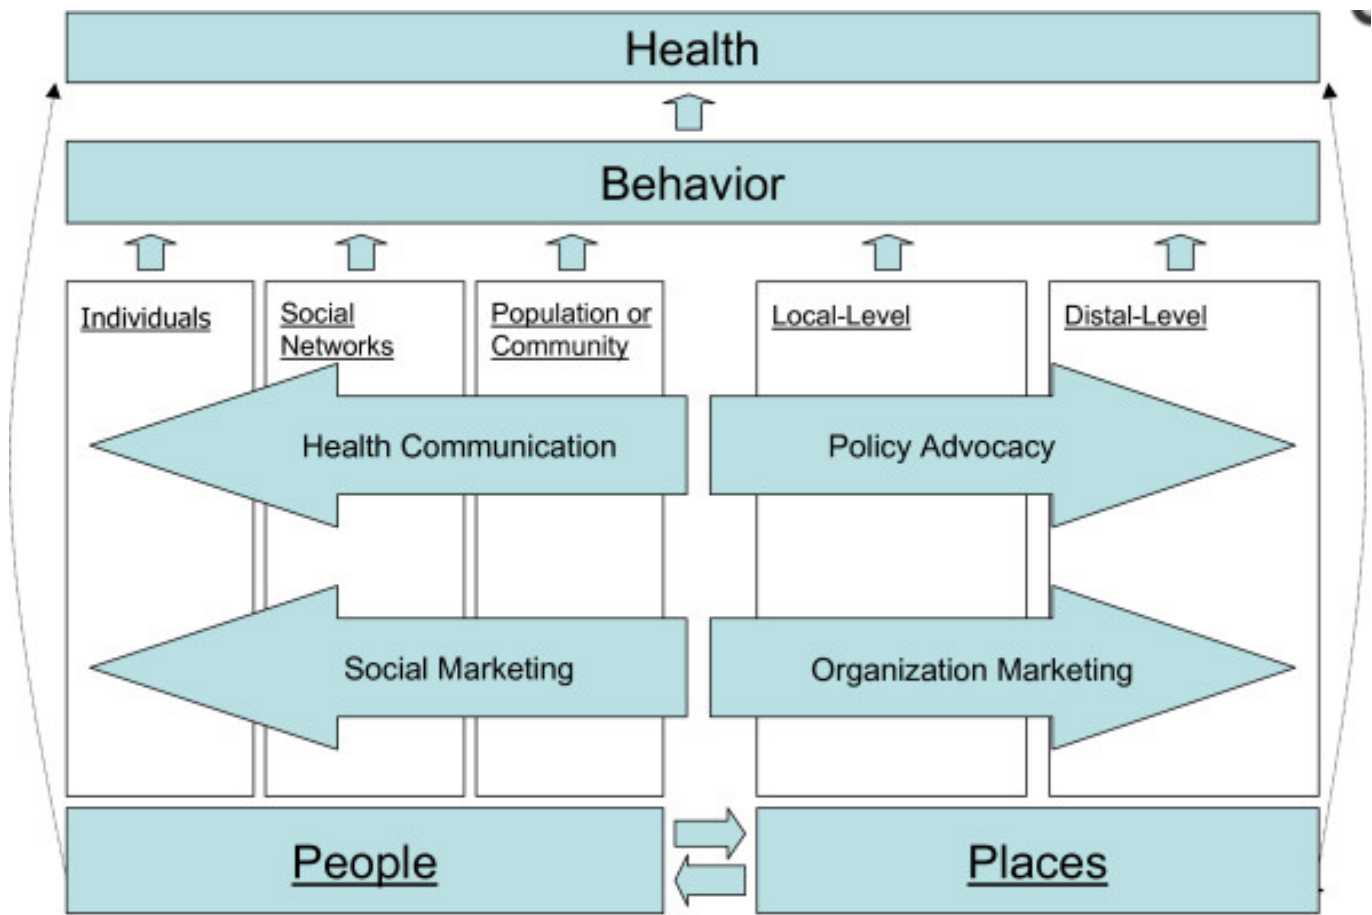 Health
Behavior
Individuals
Social
Networks
Population or
Community
Local-Level
Distal-Level
Health Communication
Policy Advocacy
Social Marketing
Organization Marketing
People
Places